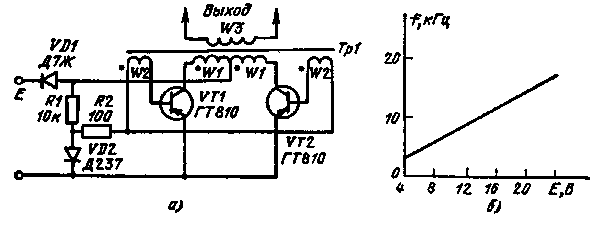 Выход
W3
Тр1
VD1
Д7Ж
* W2
* W1
* W1
* W2
E
R1
10к
R2
100
VT1
ГТ810
VD2
Д237
VT2
ГТ810
а)
f, кГц
20
10
0
4 8 12 16 20 E, В
б)